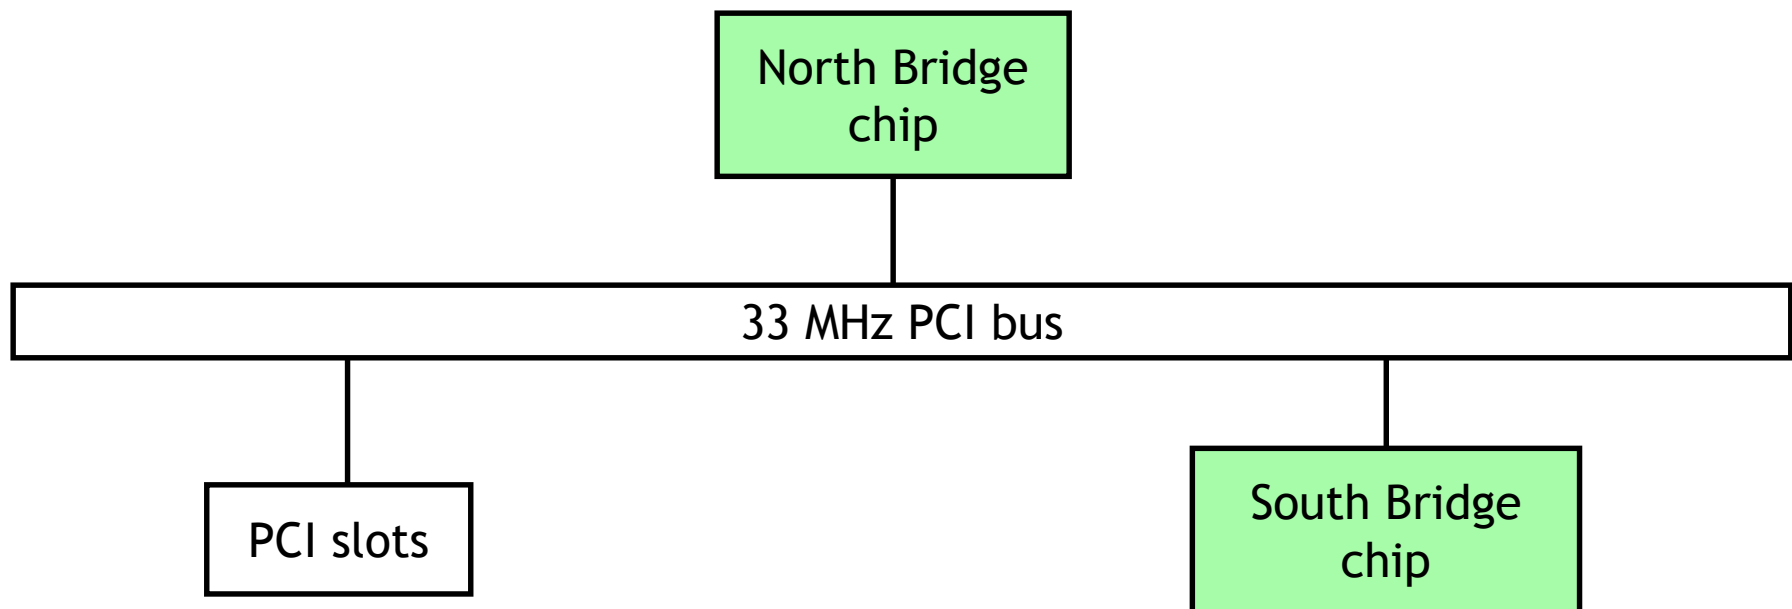 North Bridge
chip
33 MHz PCI bus
PCI slots
South Bridge
chip